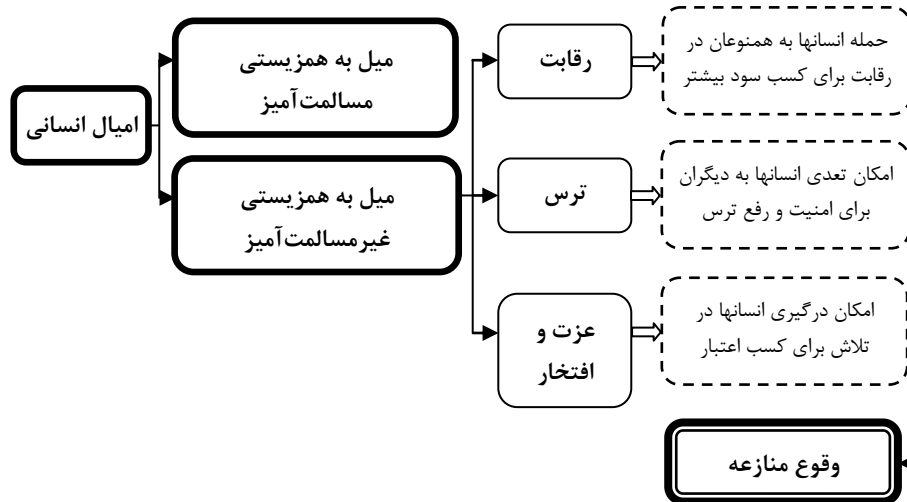 امیال انسانی
میل به همزیستی
مسالمت‌آمیز
میل به همزیستی
غیرمسالمت‌آمیز
رقابت
حمله انسانها به همنوعان در
رقابت برای کسب سود بیشتر
ترس
امکان تعدی انسانها به دیگران
برای امنیت و رفع ترس
عزت و
افتخار
امکان درگیری انسانها در
تلاش برای کسب اعتبار
وقوع منازعه